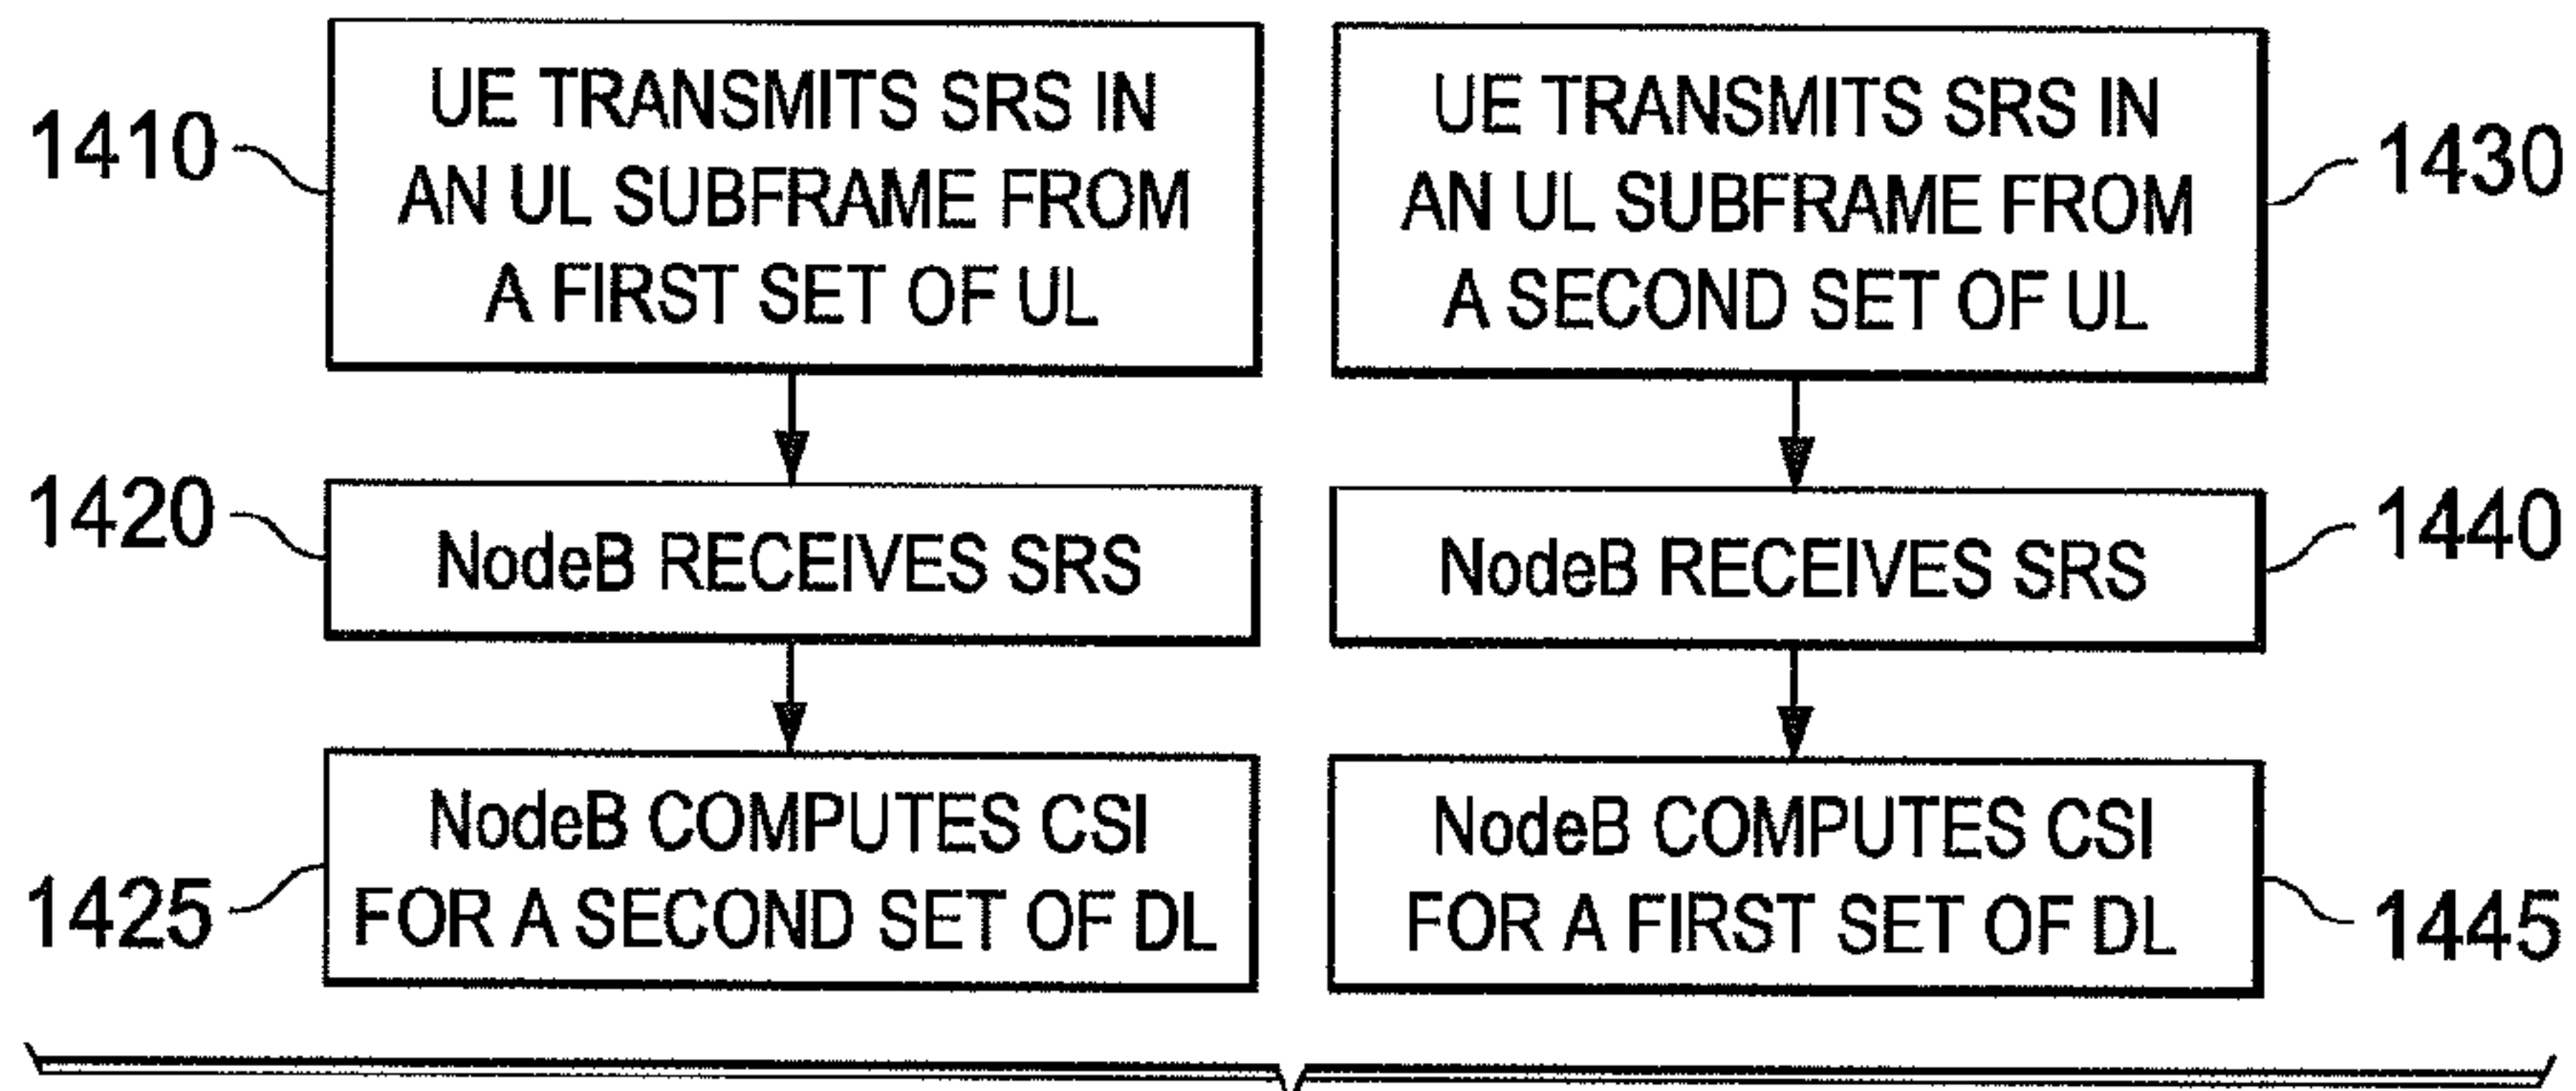 1410
UE TRANSMITS SRS IN
AN UL SUBFRAME FROM
A FIRST SET OF UL
1420
NodeB RECEIVES SRS
1425
NodeB COMPUTES CSI
FOR A SECOND SET OF DL
UE TRANSMITS SRS IN
AN UL SUBFRAME FROM
A SECOND SET OF UL
1430
NodeB RECEIVES SRS
1440
NodeB COMPUTES CSI
FOR A FIRST SET OF DL
1445